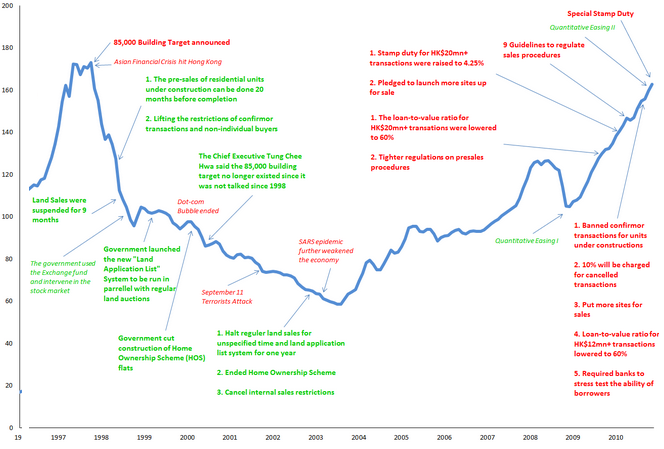 200
180
160
140
120
100
80
60
40
20
0
19
1997
1998
1999
2000
2001
2002
2003
2004
2005
2006
2007
2008
2009
2010
85,000 Building Target announced
Asian Financial Crisis hit Hong Kong
1. The pre-sales of residential units
under construction can be done 20
months before completion
2. Lifting the restrictions of confirmor
transactions and non-individual buyers
Land Sales were
suspended for 9
months
The government used
the Exchange fund
and intervene in the
stock market
Government launched
the new "Land
Application List"
System to be run in
parrellel with regular
land auctions
Dot-com
Bubble ended
The Chief Executive Tung Chee
Hwa said the 85,000 building
target no longer existed since it
was not talked since 1998
September 11
Terrorists Attack
SARS epidemic
further weakened
the economy
Government cut
construction of Home
Ownership Scheme (HOS)
flats
1. Halt reguler land sales for
unspecified time and land application
list system for one year
2. Ended Home Ownership Scheme
3. Cancel internal sales restrictions
1. Stamp duty for HK$20mn+
transactions were raised to 4.25%
2. Pledged to launch more sites up
for sale
1. The loan-to-value ratio for
HK$20mn+ transations were lowered
to 60%
2. Tighter regulations on presales
procedures
Quantitative Easing I
9 Guidelines to regulate
sales procedures
Special Stamp Duty
Quantitative Easing II
1. Banned confirmor
transactions for units
under constructions
2. 10% will be charged
for cancelled
transactions
3. Put more sites for
sales
4. Loan-to-value ratio for
HK$12mn+ transactions
lowered to 60%
5. Required banks to
stress test the ability of
borrowers